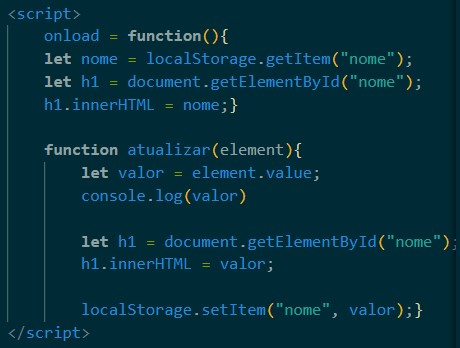 <script>
onload = function(){
let nome = localStorage.getItem("nome");
let h1 = document.getElementById("nome");
h1.innerHTML = nome;}
function atualizar(element){
let valor = element.value;
console.log(valor)
let h1 = document.getElementById("nome");
h1.innerHTML = valor;
localStorage.setItem("nome", valor);}
</script>